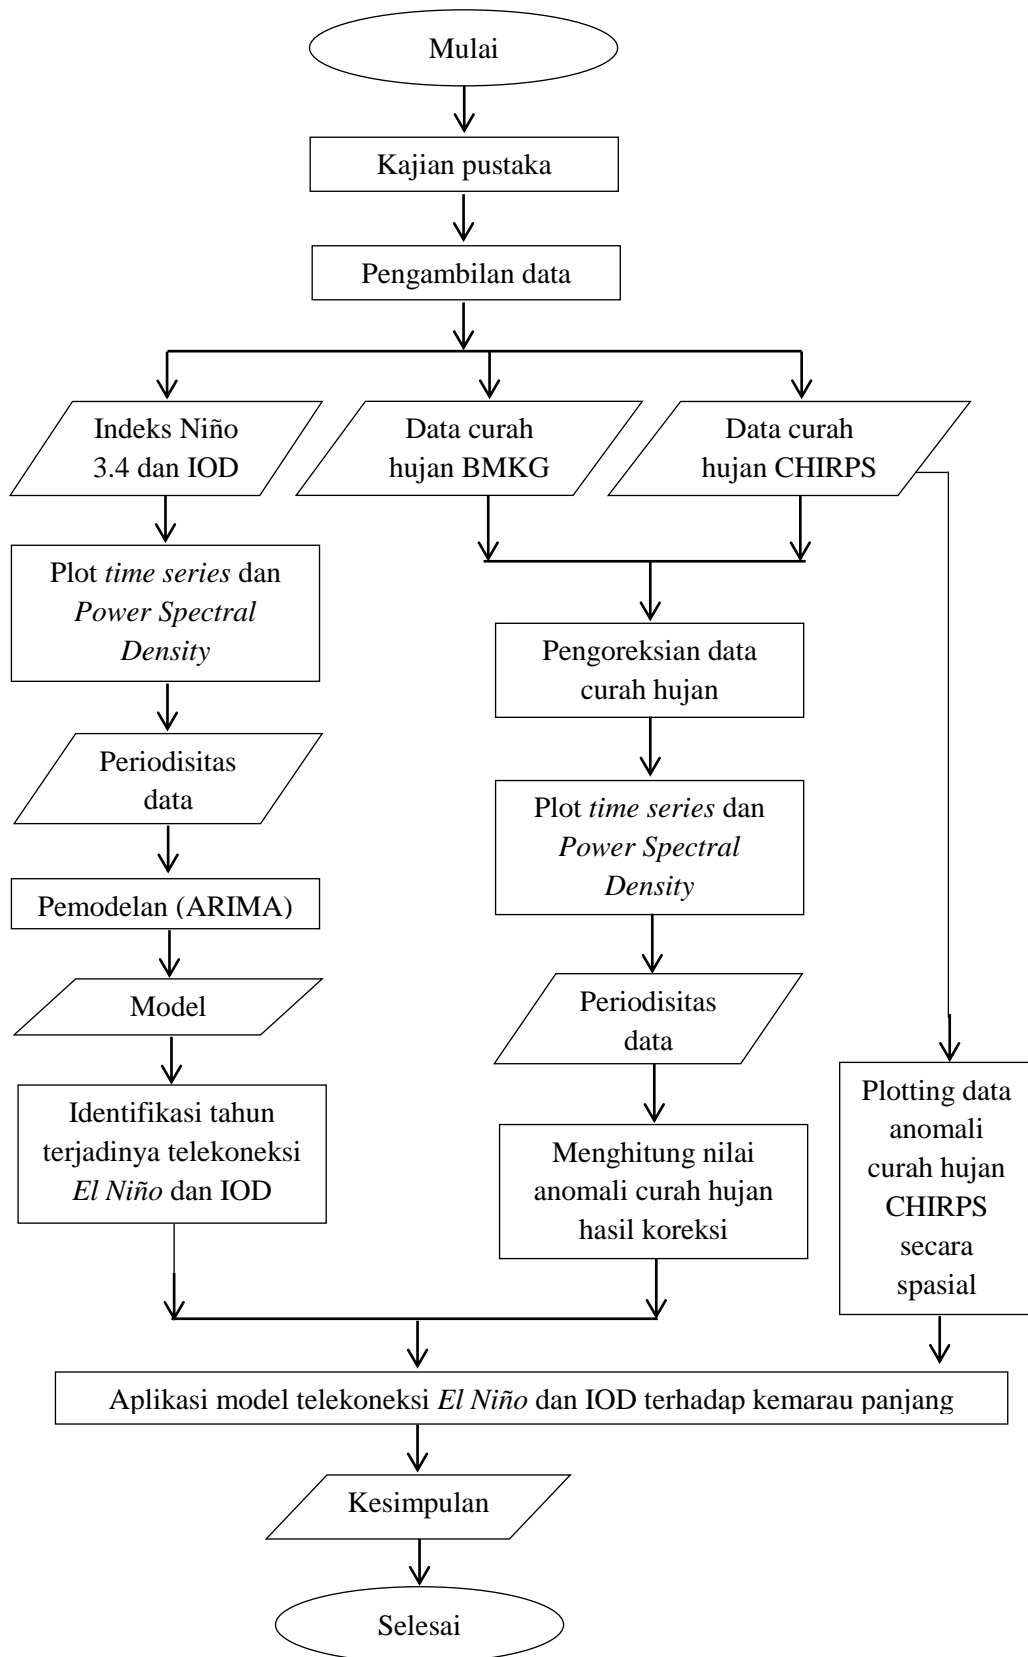 Mulai
Kajian pustaka
Pengambilan data
Indeks Niño
3.4 dan IOD
Data curah
hujan BMKG
Data curah
hujan CHIRPS
Plot time series dan
Power Spectral
Density
Periodisitas
data
Pemodelan (ARIMA)
Model
Identifikasi tahun
terjadinya telekoneksi
El Niño dan IOD
Pengoreksian data
curah hujan
Plot time series dan
Power Spectral
Density
Periodisitas
data
Menghitung nilai
anomali curah hujan
hasil koreksi
Plotting data
anomali
curah hujan
CHIRPS
secara
spasial
Aplikasi model telekoneksi El Niño dan IOD terhadap kemarau panjang
Kesimpulan
Selesai